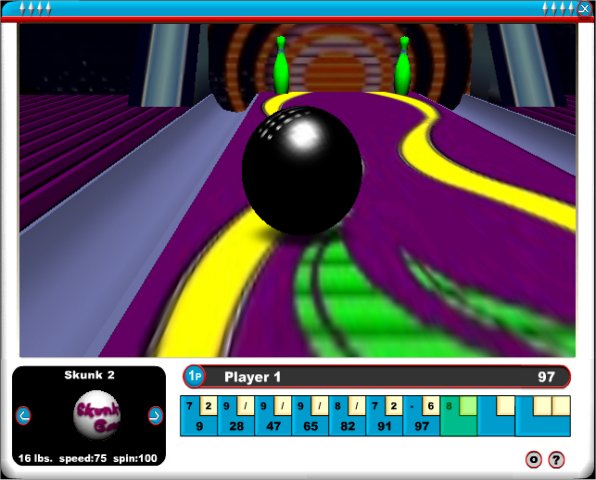 Skunk 2
Skunk
16 lbs. speed:75 spin:100
1P Player 1 97
7 2 9 / 9 / 9 / 8 / 7 2 - 6 8
9 28 47 65 82 91 97
?